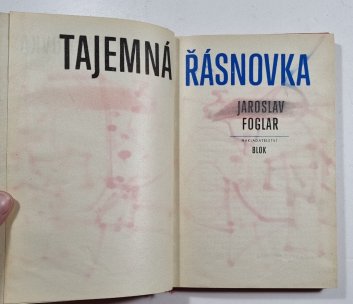 TAJEMNÁ ŘÁSNOVKA
JAROSLAV
FOGLAR
NAKLADATELSTVÍ
BLOK